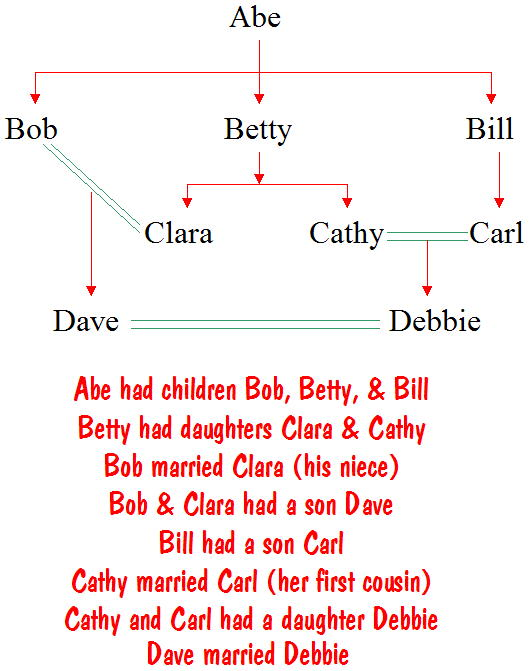 Abe
Bob Betty Bill
Clara Cathy Carl
Dave Debbie
Abe had children Bob, Betty, & Bill
Betty had daughters Clara & Cathy
Bob married Clara (his niece)
Bob & Clara had a son Dave
Bill had a son Carl
Cathy married Carl (her first cousin)
Cathy and Carl had a daughter Debbie
Dave married Debbie